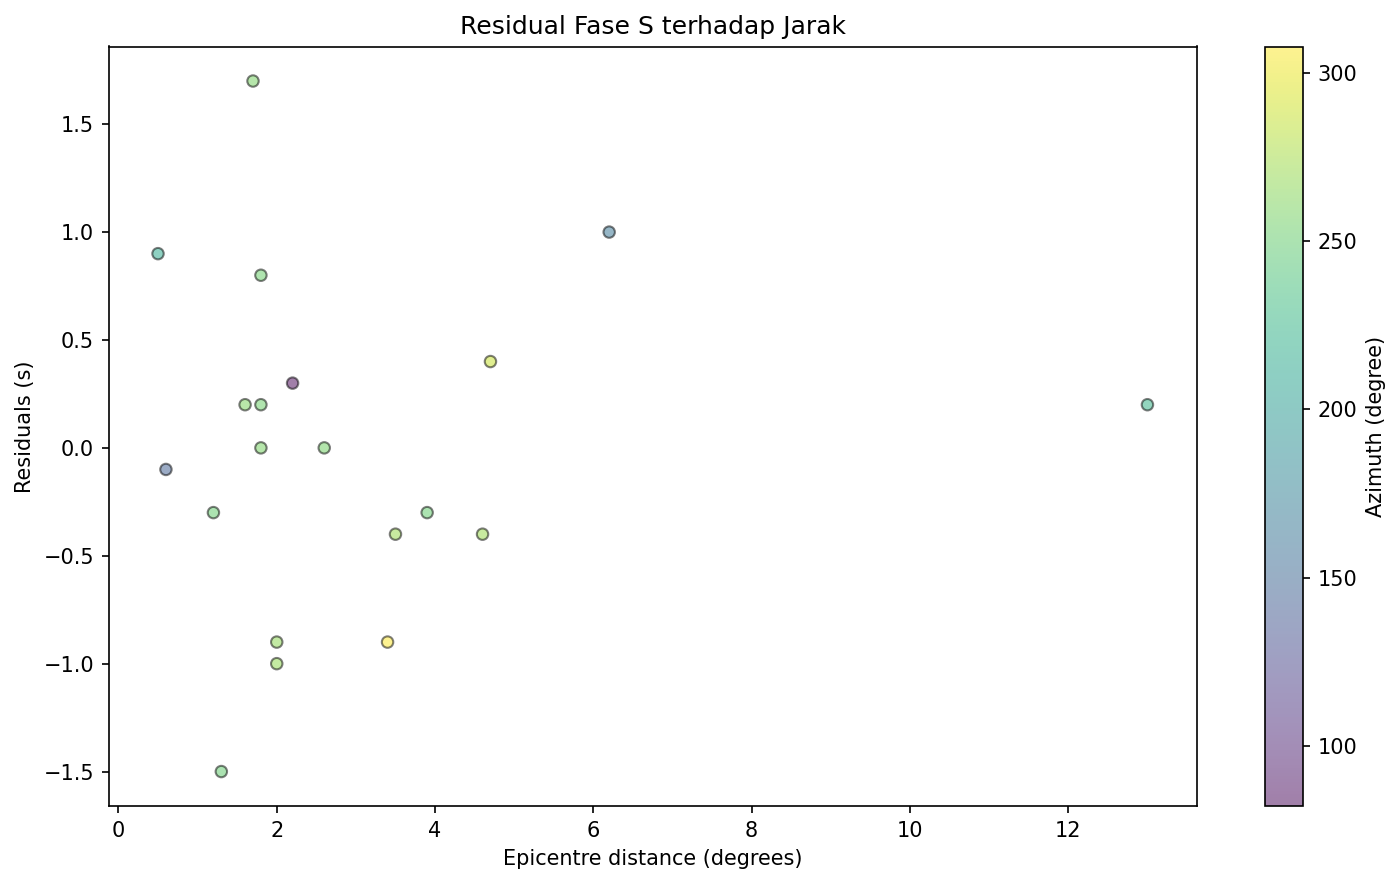 Residual Fase S terhadap Jarak
Residuals (s)
1.5
1.0
0.5
0.0
−0.5
−1.0
−1.5
0 2 4 6 8 10 12
Epicentre distance (degrees)
300
250
200
150
100
Azimuth (degree)